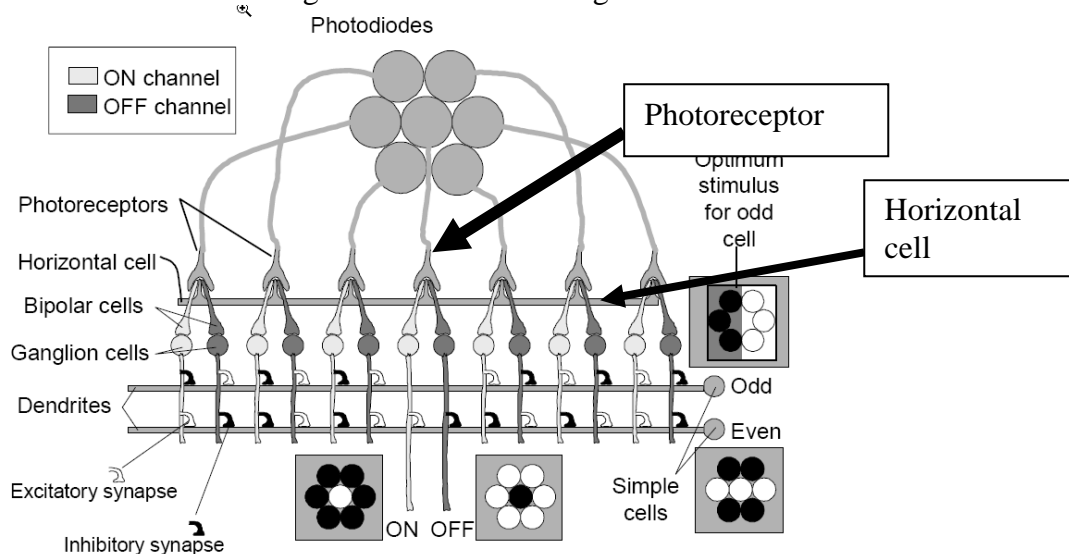 Photodiodes
ON channel
OFF channel
Photoreceptor
Optimum
stimulus
for odd
cell
Horizontal
cell
Photoreceptors
Horizontal cell
Bipolar cells
Ganglion cells
Dendrites
Odd
Even
Excitatory synapse
Inhibitory synapse
ON OFF
Simple
cells